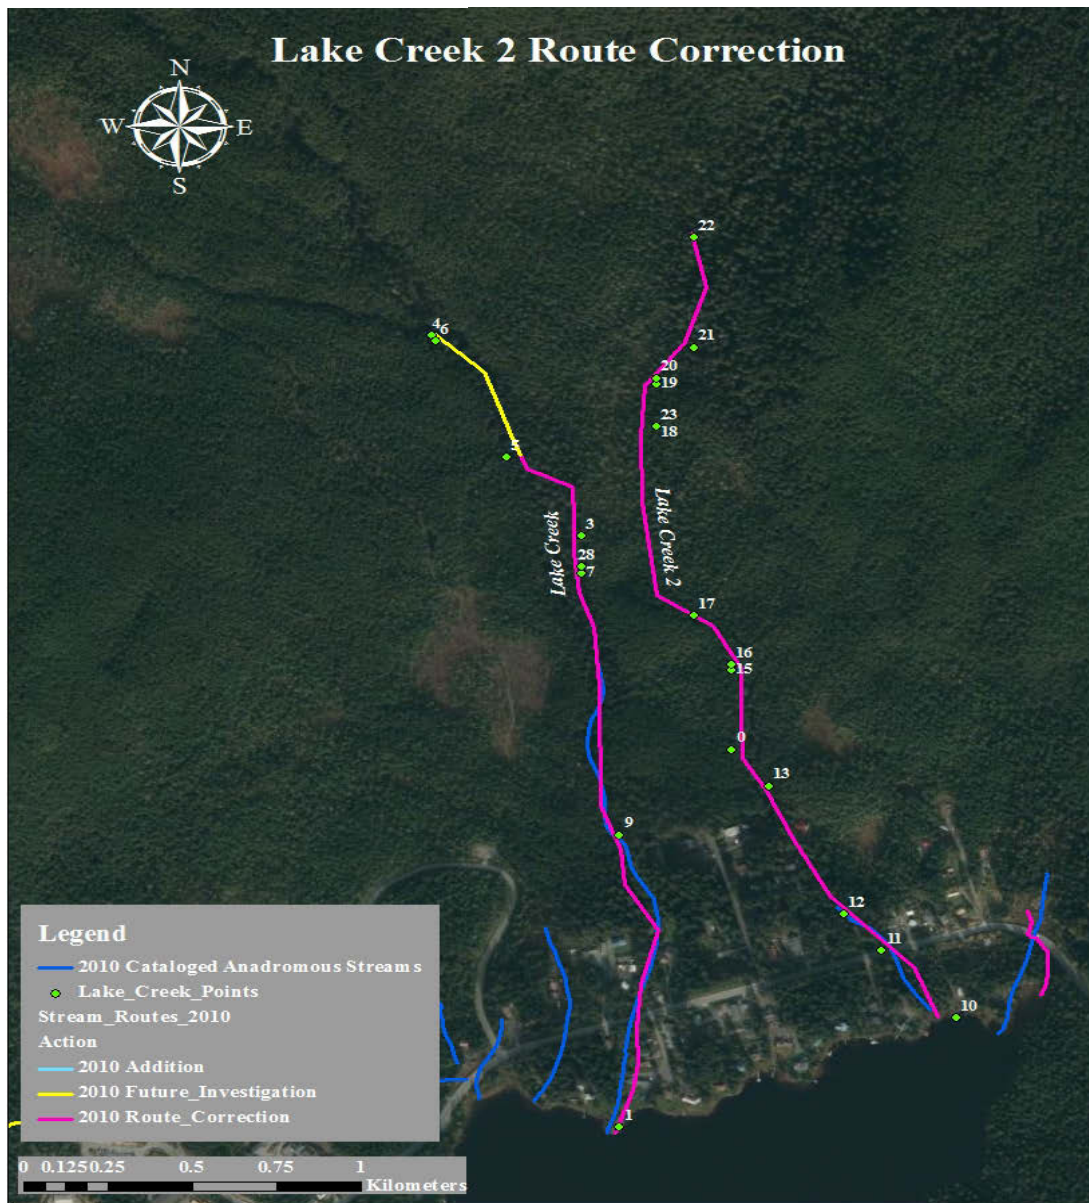 Lake Creek 2 Route Correction
N
W E
S
22
4 6
21
20
19
23
18
5
3
28
7
Lake Creek
Lake Creek 2
17
16
15
0
13
9
12
11
10
1
Legend
2010 Cataloged Anadromous Streams
Lake_Creek_Points
Stream_Routes_2010
Action
2010 Addition
2010 Future_Investigation
2010 Route_Correction
0 0.125 0.25 0.5 0.75 1
Kilometers